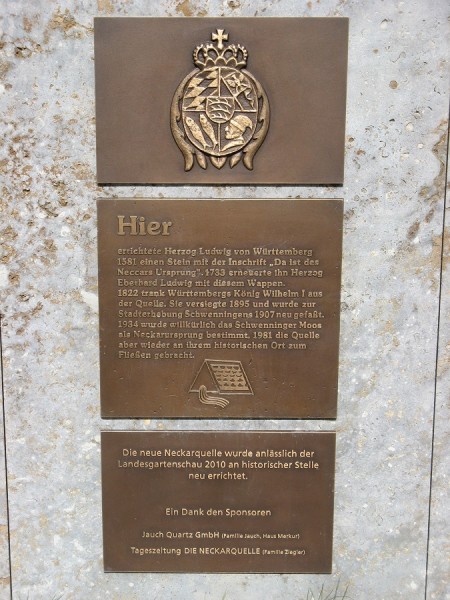 Hier
errichtete Herzog Ludwig von Württemberg
1581 einen Stein mit der Inschrift „Da ist des
Neccars Ursprung". 1733 erneuerte ihn Herzog
Eberhard Ludwig mit diesem Wappen.
1822 trank Württembergs König Wilhelm I aus
der Quelle. Sie versiegte 1895 und wurde zur
Stadterhebung Schwenningens 1907 neu gefaßt.
1934 wurde willkürlich das Schwenninger Moos
als Neckarursprung bestimmt, 1981 die Quelle
aber wieder an ihrem historischen Ort zum
Fließen gebracht.
Die neue Neckarquelle wurde anlässlich der
Landesgartenschau 2010 an historischer Stelle
neu errichtet.
Ein Dank den Sponsoren
Jauch Quartz GmbH (Familie Jauch, Haus Merkur)
Tageszeitung DIE NECKARQUELLE (Familie Ziegler)